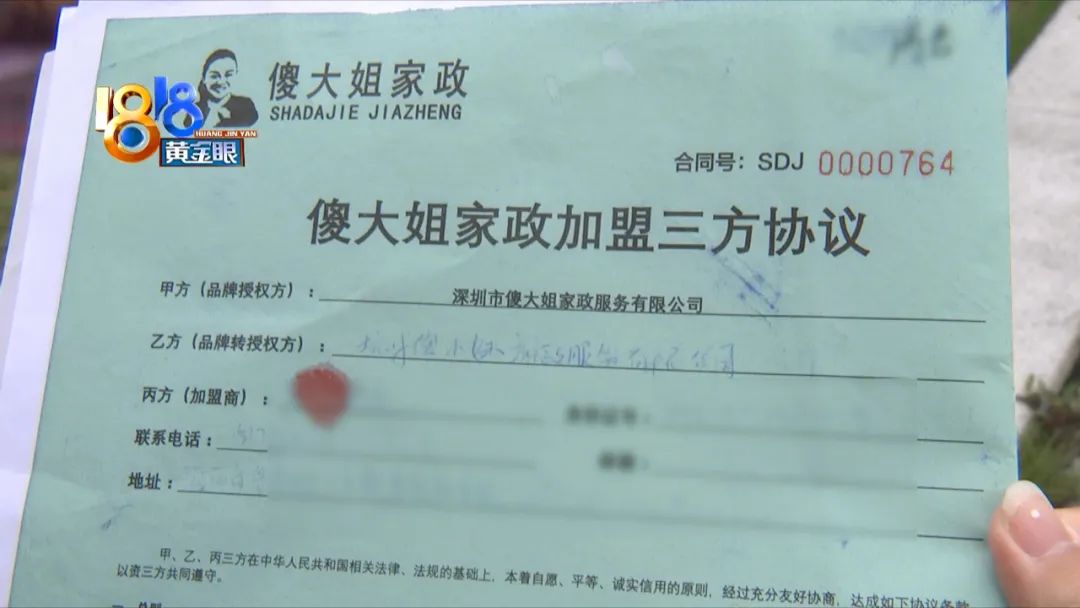 傻大姐家政
SHADAJIE JIAZHENG
1818
HUANG JIN YAN
黄金眼
合同号：SDJ 0000764
傻大姐家政加盟三方协议
甲方（品牌授权方）：深圳市傻大姐家政服务有限公司
乙方（品牌转授权方）：
丙方（加盟商）：
联系电话：
地址：
甲、乙、丙三方在中华人民共和国相关法律、法规的基础上，本着自愿、平等、诚实信用的原则，经过充分友好协商，达成如下协议条款
以资三方共同遵守。